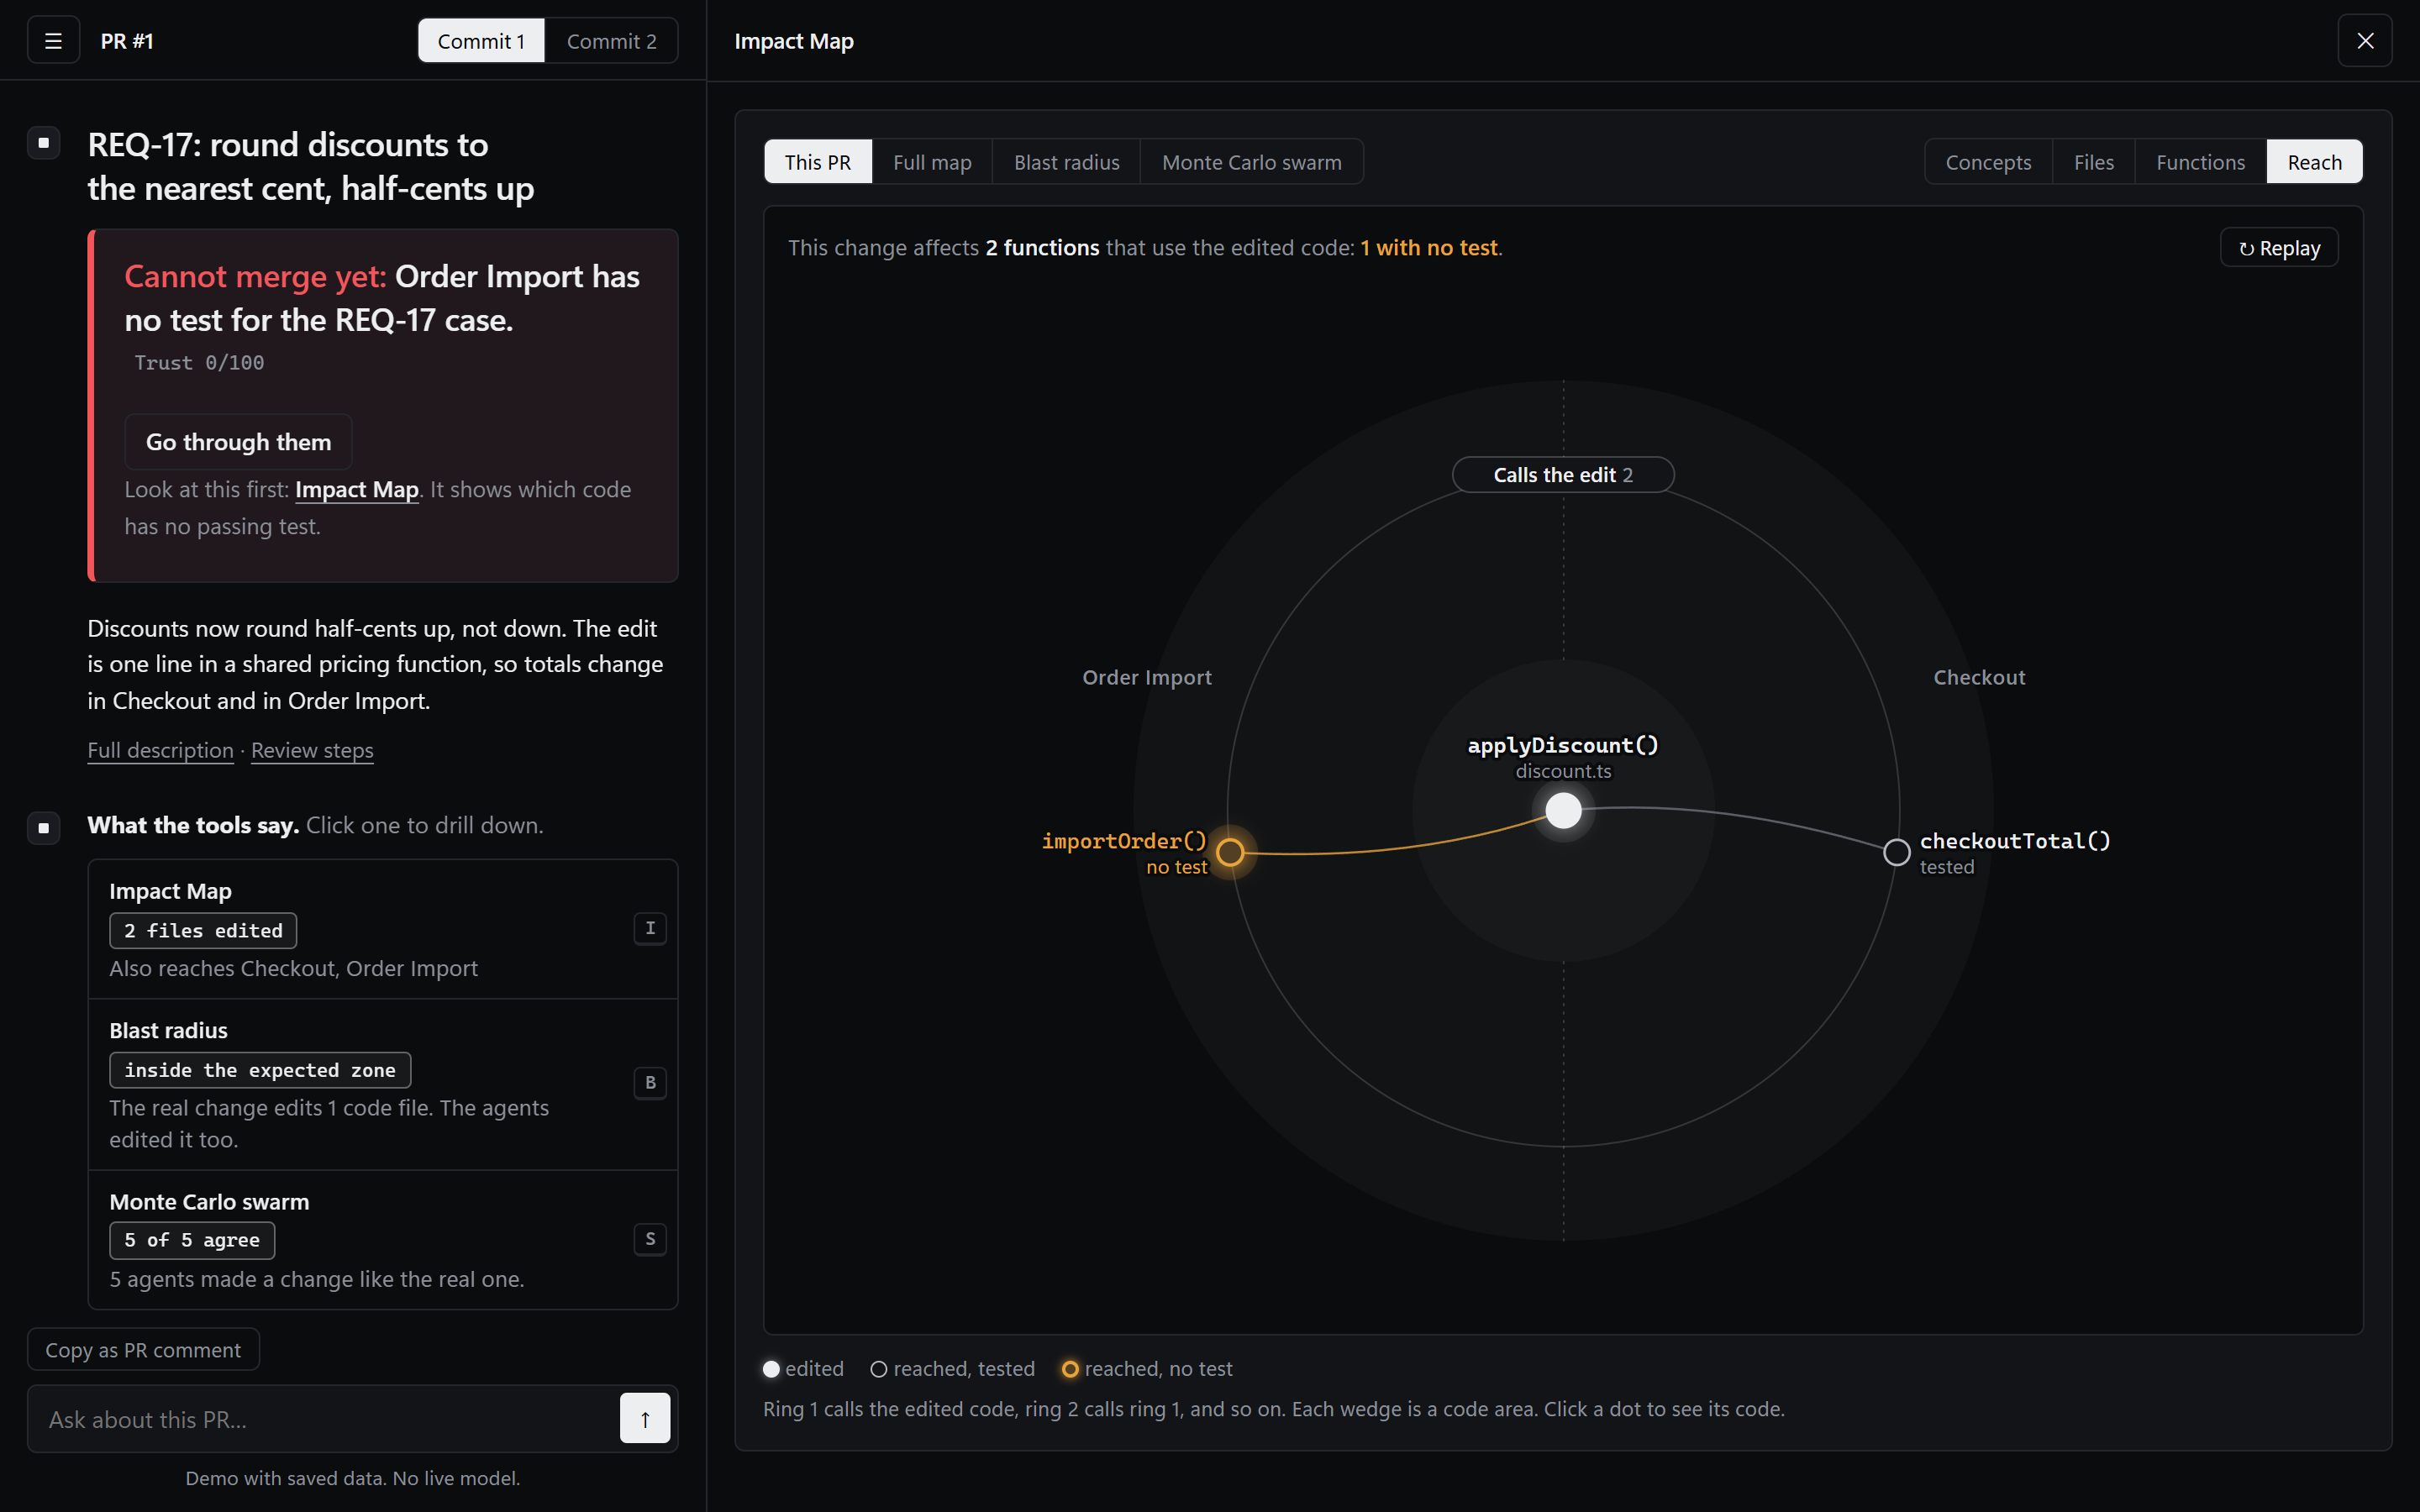 ☰ PR #1 Commit 1 Commit 2
REQ-17: round discounts to
the nearest cent, half-cents up
Cannot merge yet: Order Import has
no test for the REQ-17 case.
Trust 0/100
Go through them
Look at this first: Impact Map. It shows which code
has no passing test.
Discounts now round half-cents up, not down. The edit
is one line in a shared pricing function, so totals change
in Checkout and in Order Import.
Full description · Review steps
What the tools say. Click one to drill down.
Impact Map
2 files edited
I
Also reaches Checkout, Order Import
Blast radius
inside the expected zone
B
The real change edits 1 code file. The agents
edited it too.
Monte Carlo swarm
5 of 5 agree
S
5 agents made a change like the real one.
Copy as PR comment
Ask about this PR...
↑
Demo with saved data. No live model.
Impact Map
This PR Full map Blast radius Monte Carlo swarm
Concepts Files Functions Reach
This change affects 2 functions that use the edited code: 1 with no test.
↻ Replay
Calls the edit 2
Order Import
Checkout
applyDiscount()
discount.ts
importOrder()
no test
checkoutTotal()
tested
edited reached, tested reached, no test
Ring 1 calls the edited code, ring 2 calls ring 1, and so on. Each wedge is a code area. Click a dot to see its code.